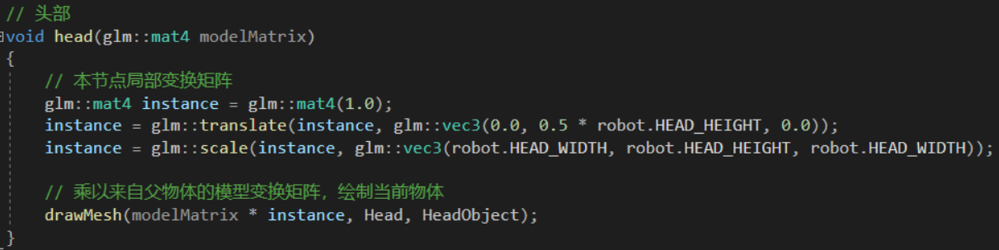 // 头部
void head(glm::mat4 modelMatrix)
{
    // 本节点局部变换矩阵
    glm::mat4 instance = glm::mat4(1.0);
    instance = glm::translate(instance, glm::vec3(0.0, 0.5 * robot.HEAD_HEIGHT, 0.0));
    instance = glm::scale(instance, glm::vec3(robot.HEAD_WIDTH, robot.HEAD_HEIGHT, robot.HEAD_WIDTH));

    // 乘以来自父物体的模型变换矩阵，绘制当前物体
    drawMesh(modelMatrix * instance, Head, HeadObject);
}